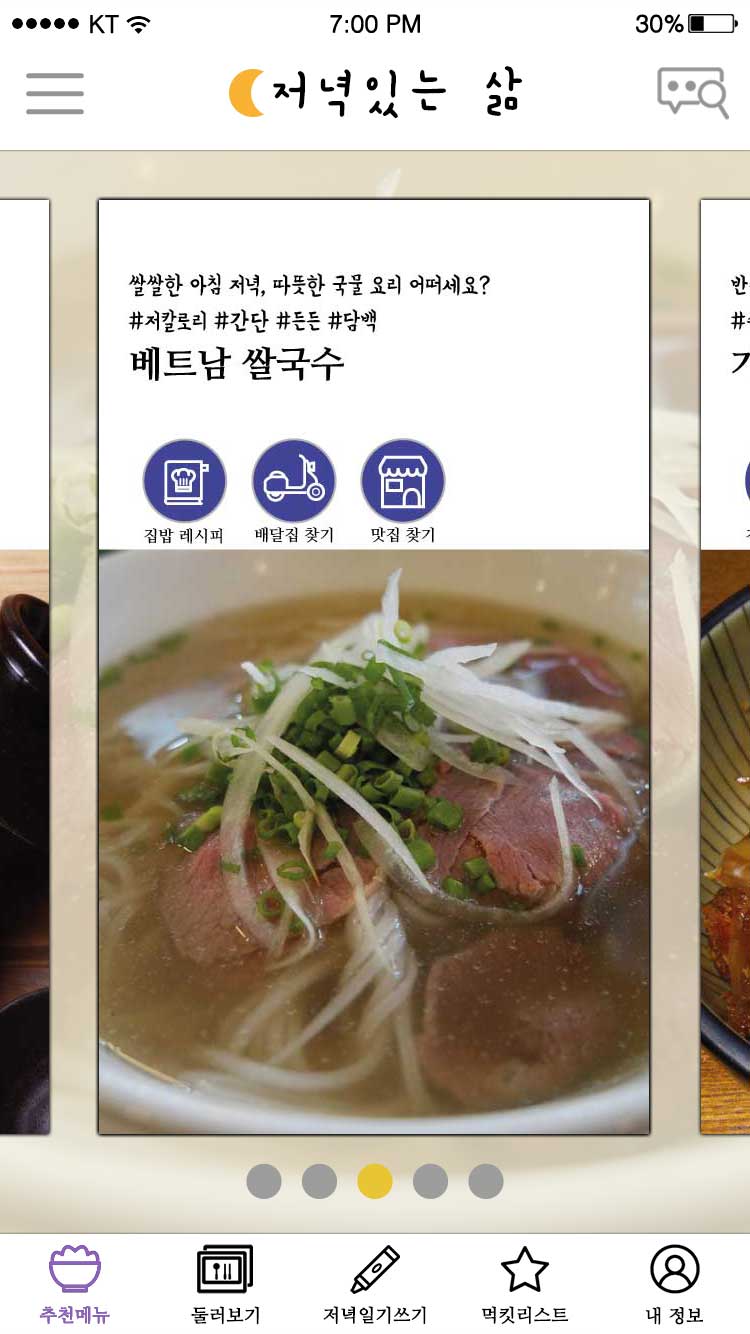 KT 7:00 PM 30%
저녁있는 삶
쌀쌀한 아침 저녁, 따뜻한 국물 요리 어떠세요?
#저칼로리 #간단 #든든 #담백
베트남 쌀국수
집밥 레시피 배달집 찾기 맛집 찾기
추천메뉴 둘러보기 저녁일기쓰기 먹킷리스트 내 정보